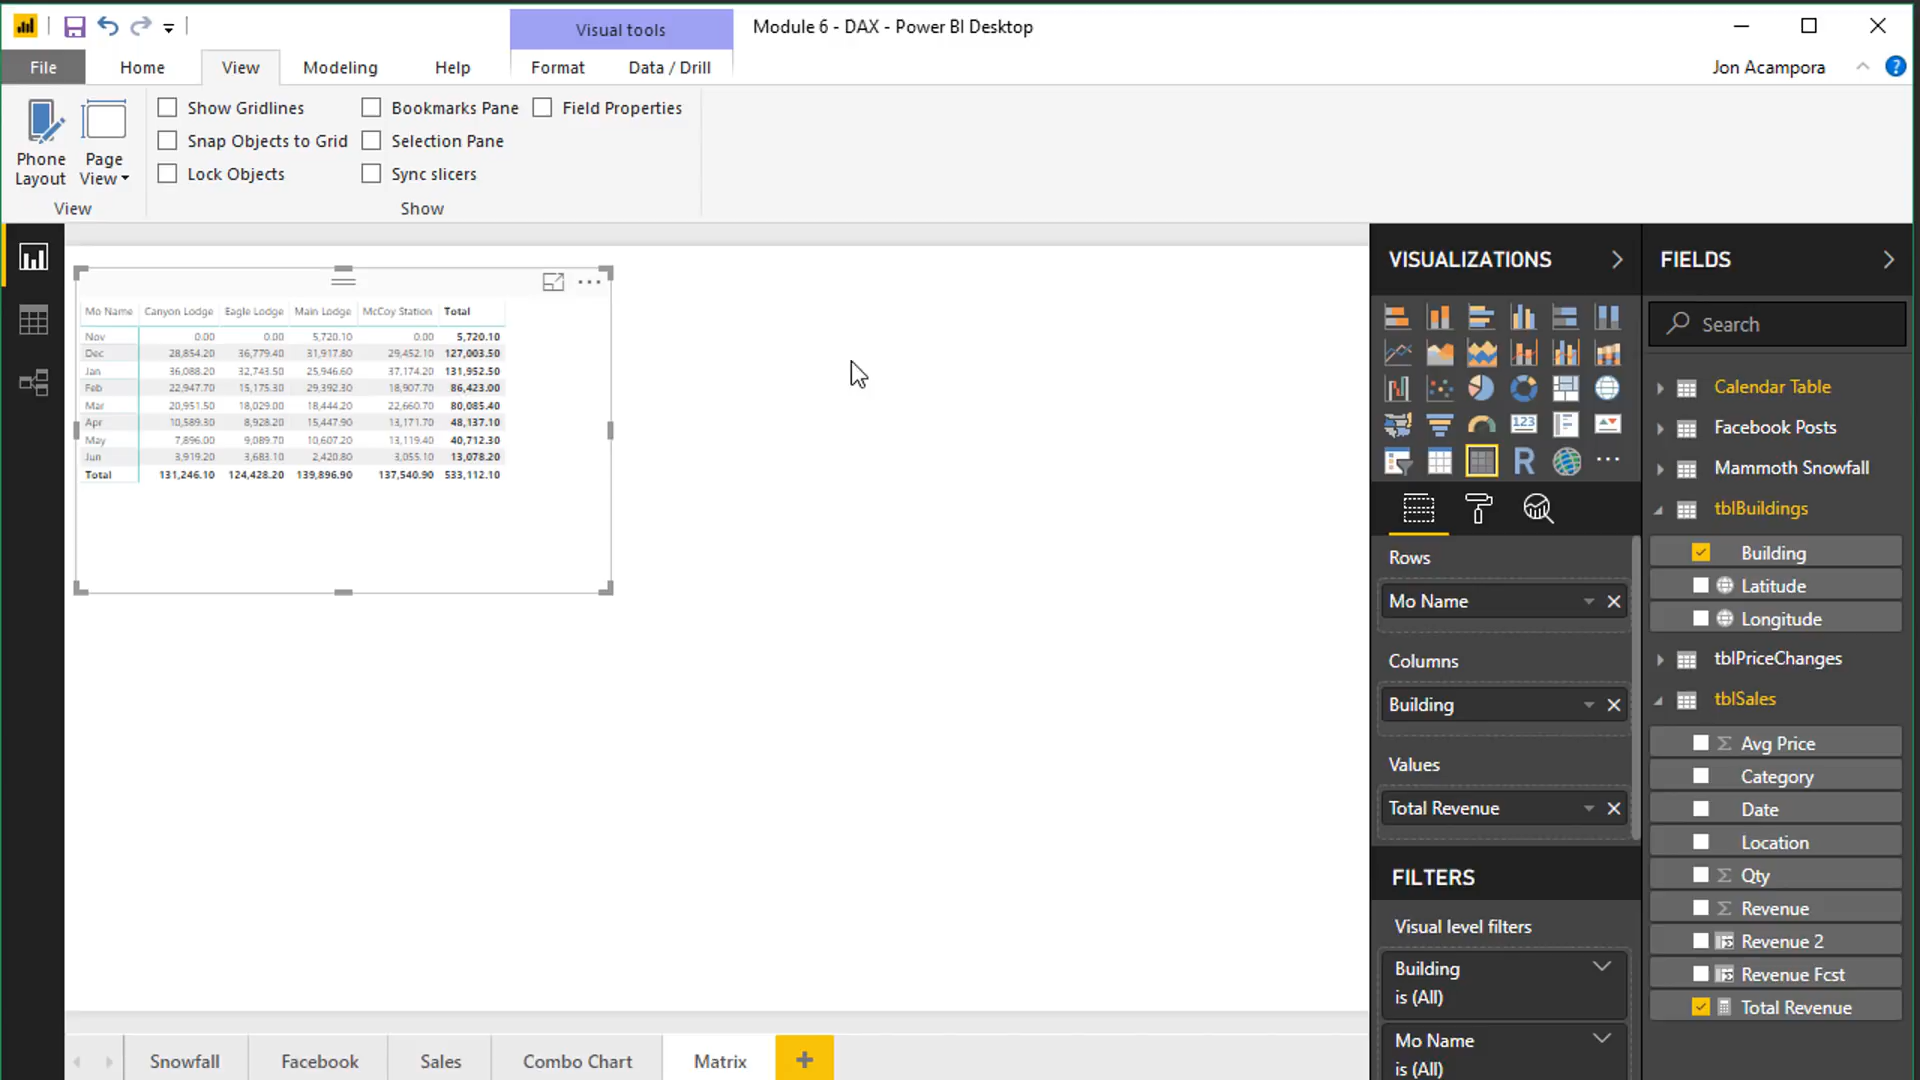 Visual tools
Module 6 - DAX - Power BI Desktop
File Home View Modeling Help Format Data / Drill Jon Acampora
Show Gridlines Bookmarks Pane Field Properties
Snap Objects to Grid Selection Pane
Lock Objects Sync slicers
Phone Layout
Page View
View Show
Mo Name Canyon Lodge Eagle Lodge Main Lodge McCoy Station Total
Nov 0.00 0.00 5,720.10 0.00 5,720.10
Dec 28,854.20 36,779.40 31,917.80 29,452.10 127,003.50
Jan 36,088.20 32,743.50 25,946.60 37,174.20 131,952.50
Feb 22,947.70 15,175.30 29,392.30 18,907.70 86,423.00
Mar 20,951.50 18,029.00 18,444.20 22,660.70 80,085.40
Apr 10,589.30 8,928.20 15,447.90 13,171.70 48,137.10
May 7,896.00 9,089.70 10,607.20 13,119.40 40,712.30
Jun 3,919.20 3,683.10 2,420.80 3,055.10 13,078.20
Total 131,246.10 124,428.20 139,896.90 137,540.90 533,112.10
VISUALIZATIONS
123
R
Rows
Mo Name
Columns
Building
Values
Total Revenue
FILTERS
Visual level filters
Building
is (All)
Mo Name
is (All)
FIELDS
Search
Calendar Table
Facebook Posts
Mammoth Snowfall
tblBuildings
Building
Latitude
Longitude
tblPriceChanges
tblSales
Avg Price
Category
Date
Location
Qty
Revenue
Revenue 2
Revenue Fcst
Total Revenue
Snowfall Facebook Sales Combo Chart Matrix